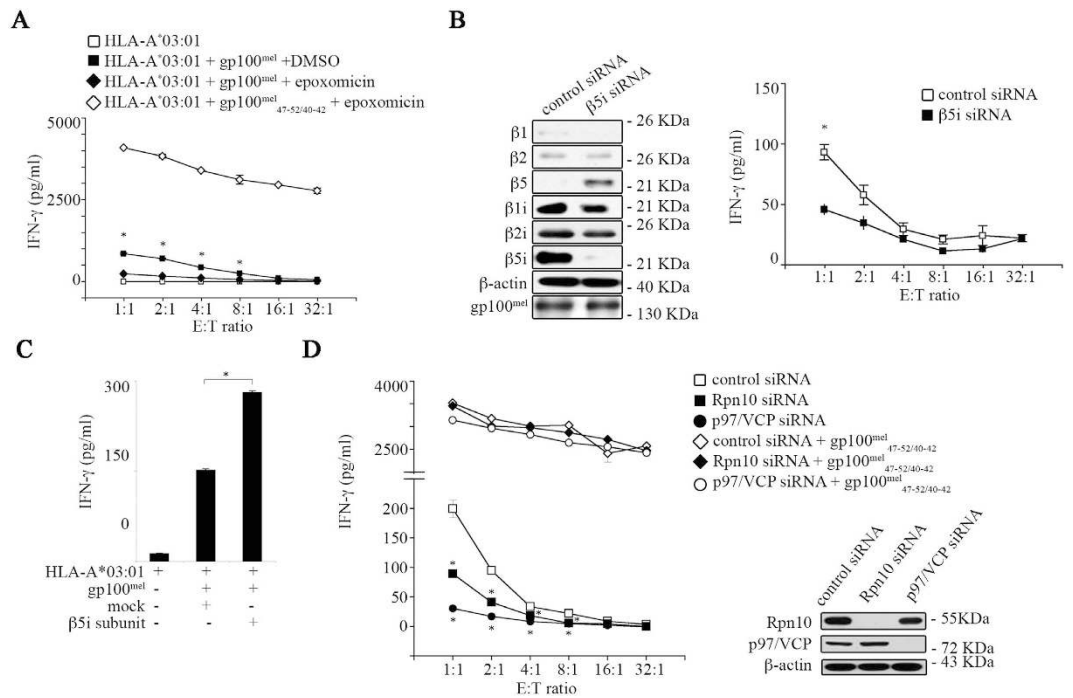 A
HLA-A*03:01
HLA-A*03:01 + gp100mel +DMSO
HLA-A*03:01 + gp100mel + epoxomicin
HLA-A*03:01 + gp100mel 47-52/40-42 + epoxomicin
5000
2500
0
IFN-γ (pg/ml)
* * * *
1:1 2:1 4:1 8:1 16:1 32:1
E:T ratio
B
control siRNA
β5i siRNA
β1
β2
β5
β1i
β2i
β5i
β-actin
gp100mel
- 26 KDa
- 26 KDa
- 21 KDa
- 21 KDa
- 26 KDa
- 21 KDa
- 40 KDa
- 130 KDa
control siRNA
β5i siRNA
150
100
50
0
IFN-γ (pg/ml)
*
1:1 2:1 4:1 8:1 16:1 32:1
E:T ratio
C
300
150
0
IFN-γ (pg/ml)
*
HLA-A*03:01 + + +
gp100mel - + +
mock - + -
β5i subunit - - +
D
control siRNA
Rpn10 siRNA
p97/VCP siRNA
control siRNA + gp100mel 47-52/40-42
Rpn10 siRNA + gp100mel 47-52/40-42
p97/VCP siRNA + gp100mel 47-52/40-42
4000
2500
200
150
100
50
0
IFN-γ (pg/ml)
* * * *
* * * *
1:1 2:1 4:1 8:1 16:1 32:1
E:T ratio
control siRNA
Rpn10 siRNA
p97/VCP siRNA
Rpn10
p97/VCP
β-actin
- 55KDa
- 72 KDa
- 43 KDa